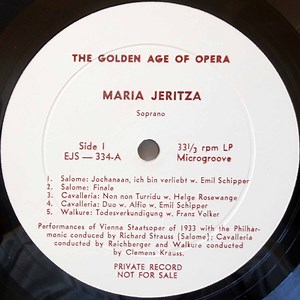 THE GOLDEN AGE OF OPERA
MARIA JERITZA
Soprano
Side I 33⅓ rpm LP
EJS — 334-A Microgroove
1. Salome: Jochanaan, ich bin verliebt w. Emil Schipper
2. Salome: Finale
3. Cavalleria: Non non Turridu w. Helge Rosewange
4. Cavalleria: Duo w. Alfio w. Emil Schipper
5. Walkure: Todesverkundigung w. Franz Volker
Performances of Vienna Staatsoper of 1933 with the Philhar-
monic conduced by Richard Strauss (Salome); Cavalleria
conducted by Reichberger and Walkure conducted
by Clemens Krauss.
PRIVATE RECORD
NOT FOR SALE